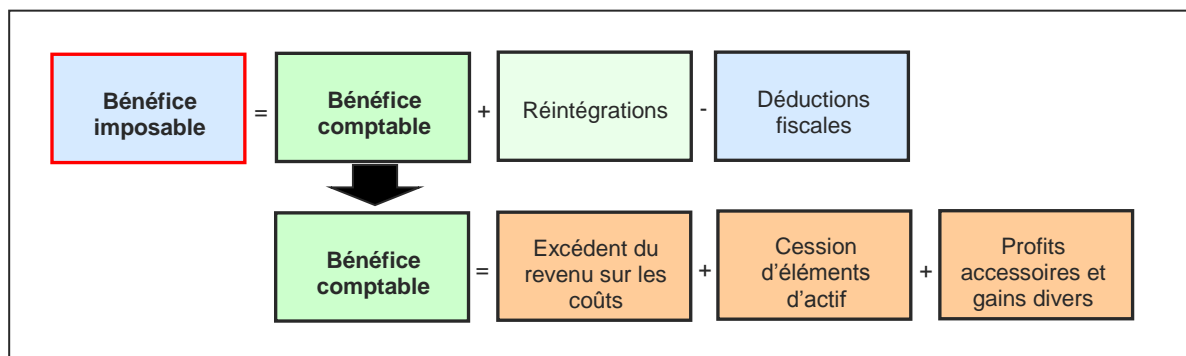 Bénéfice
imposable
=
Bénéfice
comptable
+
Réintégrations
-
Déductions
fiscales
Bénéfice
comptable
=
Excédent du
revenu sur les
coûts
+
Cession
d’éléments
d’actif
+
Profits
accessoires et
gains divers